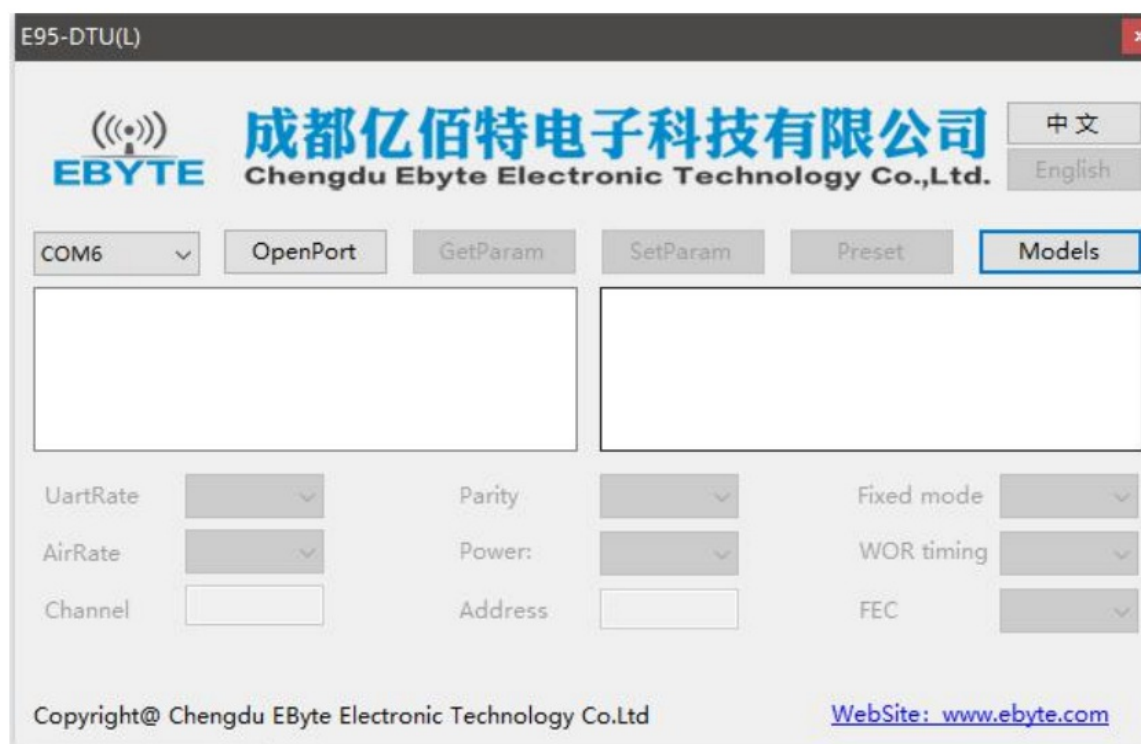 E95-DTU(L)
EBYTE
成都亿佰特电子科技有限公司
Chengdu Ebyte Electronic Technology Co.,Ltd.
中文
English
COM6 OpenPort GetParam SetParam Preset Models
UartRate Parity Fixed mode
AirRate Power: WOR timing
Channel Address FEC
Copyright@ Chengdu EByte Electronic Technology Co.Ltd WebSite: www.ebyte.com